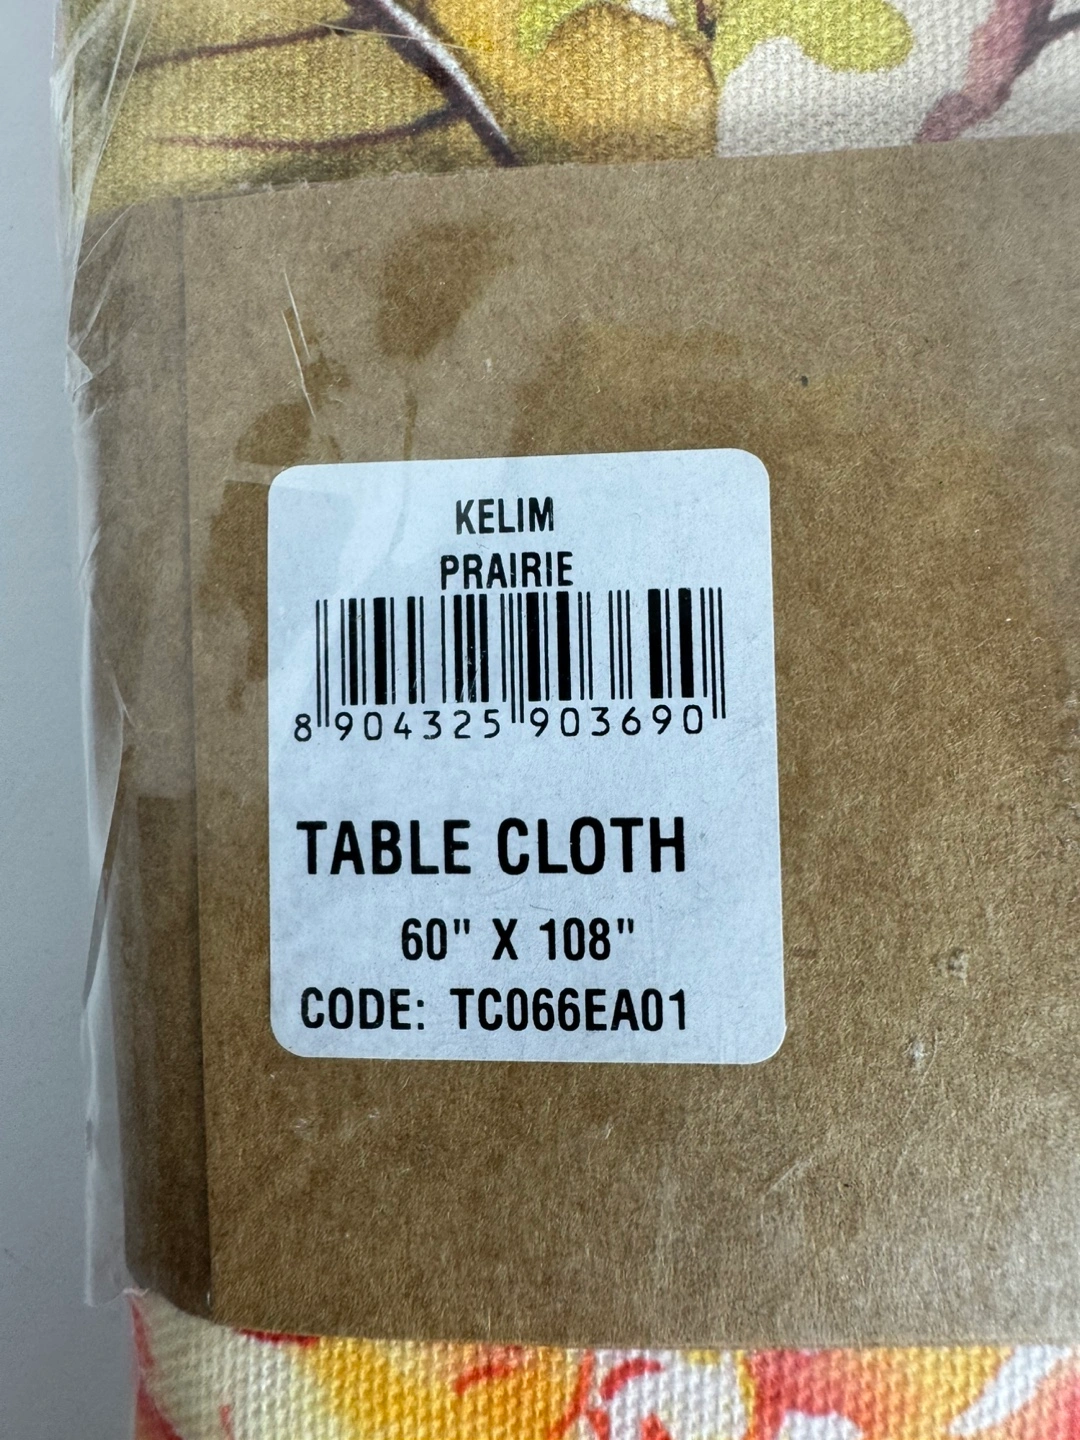 KELIM
PRAIRIE
8 904325 903690
TABLE CLOTH
60" X 108"
CODE: TC066EA01